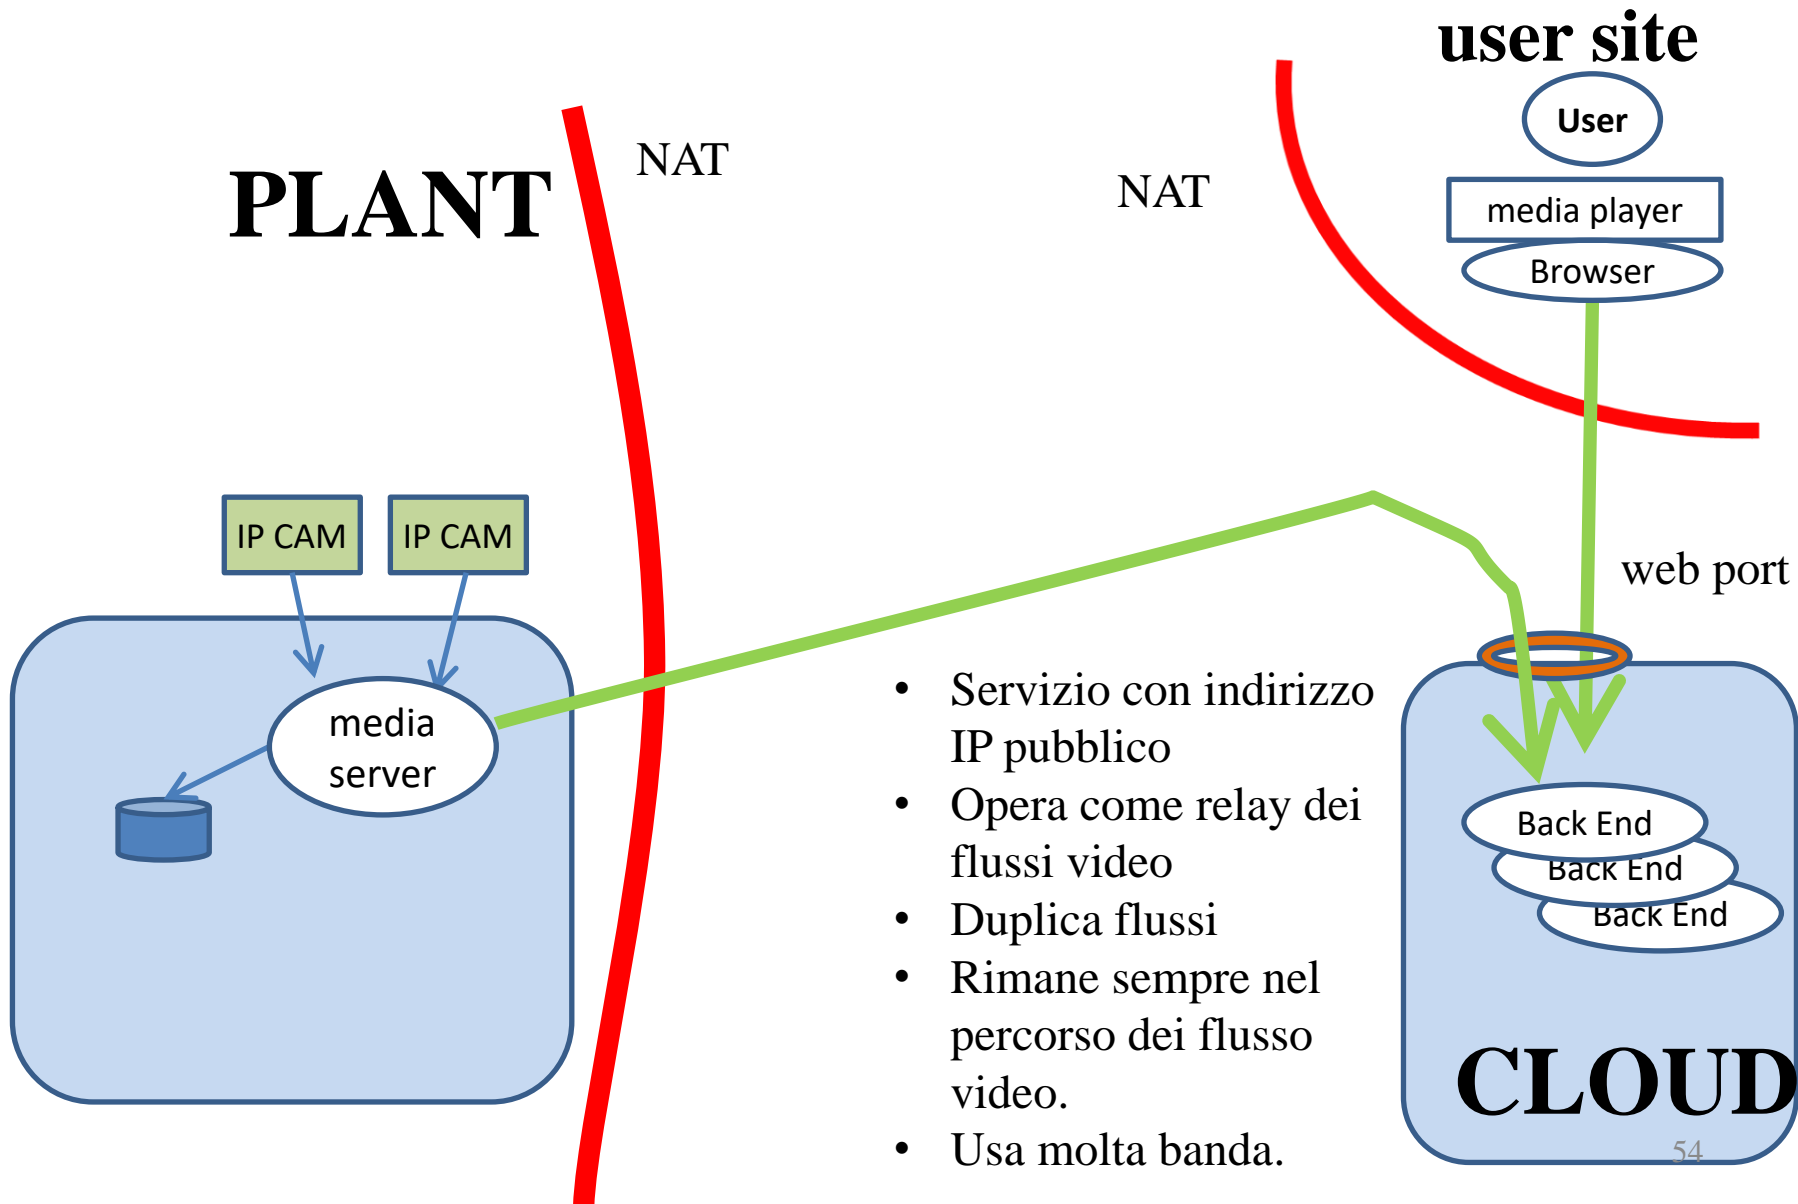 user site
User
NAT
PLANT
NAT
media player
Browser
IP CAM
IP CAM
web port
media
server
• Servizio con indirizzo
IP pubblico
• Opera come relay dei
flussi video
• Duplica flussi
• Rimane sempre nel
percorso dei flusso
video.
• Usa molta banda.
Back End
Back End
Back End
CLOUD
54